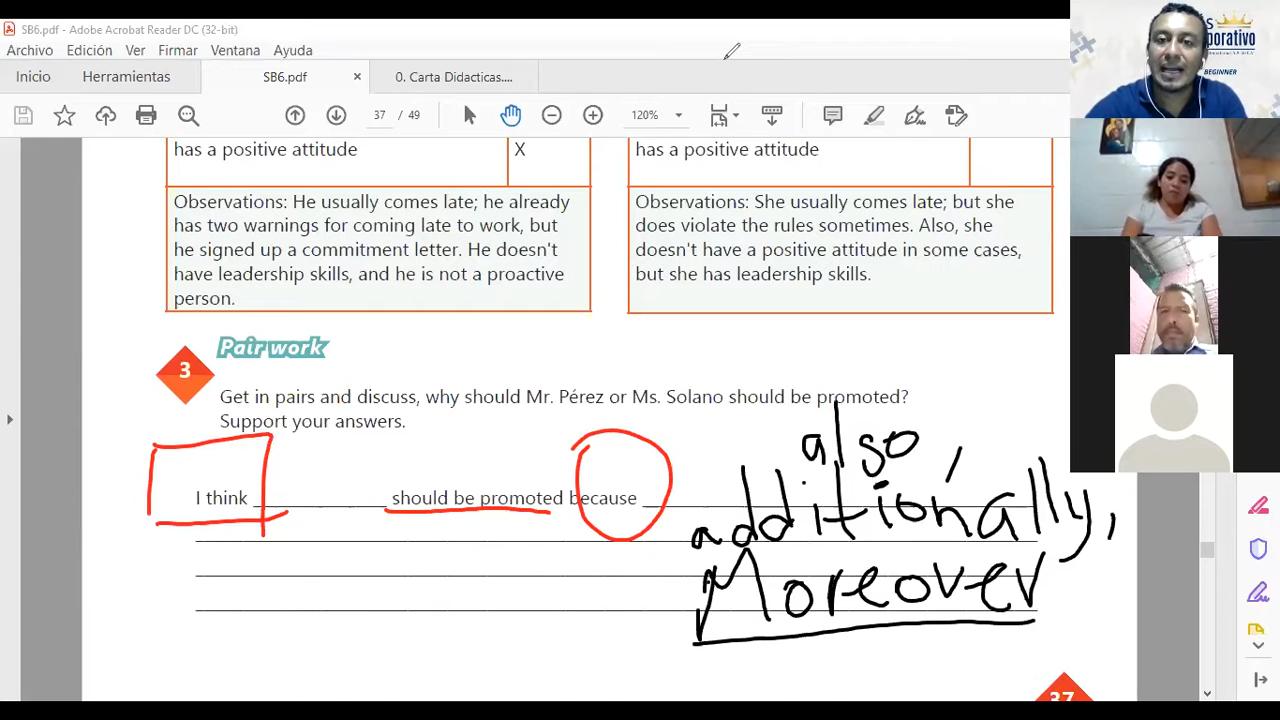 SB6.pdf - Adobe Acrobat Reader DC (32-bit)
Archivo Edición Ver Firmar Ventana Ayuda
Inicio Herramientas SB6.pdf × 0. Carta Didacticas....
37 / 49 120%
rporativo
BEGINNER
has a positive attitude X
has a positive attitude
Observations: He usually comes late; he already
has two warnings for coming late to work, but
he signed up a commitment letter. He doesn't
have leadership skills, and he is not a proactive
person.
Observations: She usually comes late; but she
does violate the rules sometimes. Also, she
doesn't have a positive attitude in some cases,
but she has leadership skills.
Pair work
3
Get in pairs and discuss, why should Mr. Pérez or Ms. Solano should be promoted?
Support your answers.
I think ______ should be promoted because ______
also,
additionally,
Moreover
37